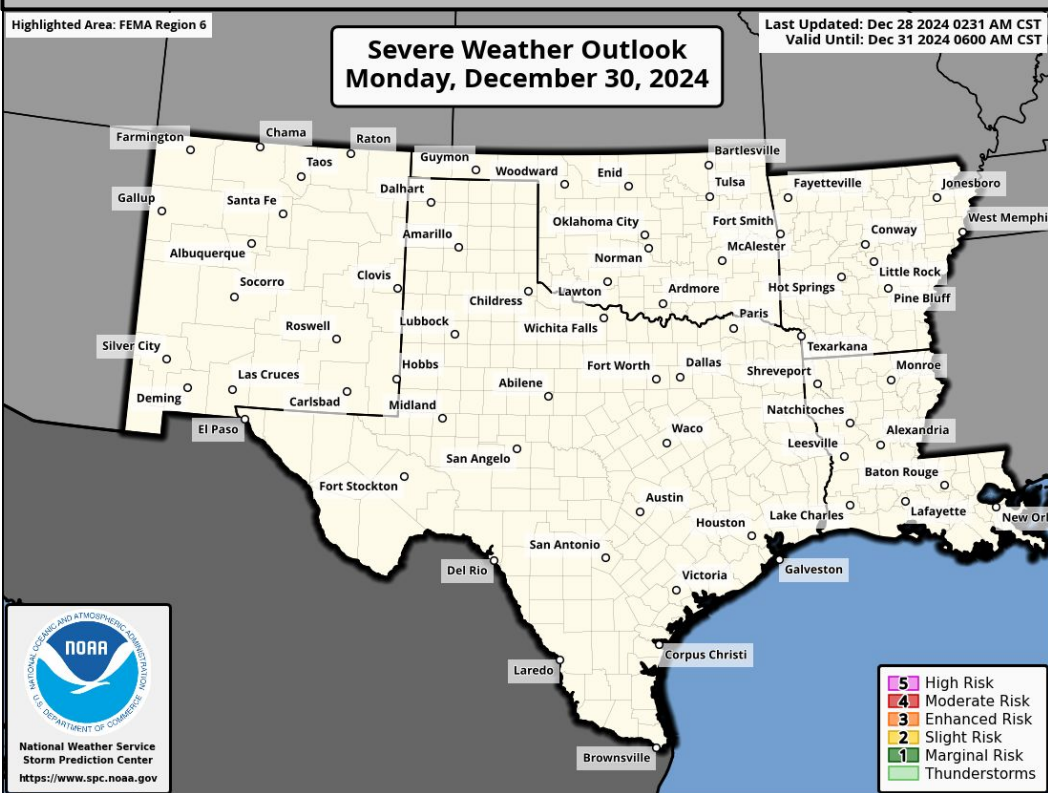 Highlighted Area: FEMA Region 6
Last Updated: Dec 28 2024 0231 AM CST
Valid Until: Dec 31 2024 0600 AM CST
Severe Weather Outlook
Monday, December 30, 2024
Farmington
Chama
Raton
Taos
Guymon
Woodward
Enid
Bartlesville
Tulsa
Fayetteville
Jonesboro
Gallup
Santa Fe
Dalhart
Oklahoma City
Fort Smith
West Memphi
Albuquerque
Amarillo
Norman
McAlester
Conway
Socorro
Clovis
Childress
Lawton
Ardmore
Hot Springs
Little Rock
Pine Bluff
Roswell
Lubbock
Wichita Falls
Paris
Texarkana
Silver City
Hobbs
Fort Worth
Dallas
Shreveport
Monroe
Las Cruces
Abilene
Deming
Carlsbad
Midland
Natchitoches
El Paso
Waco
Alexandria
Leesville
San Angelo
Fort Stockton
Baton Rouge
Austin
Lake Charles
Lafayette
New Orl
Houston
San Antonio
Del Rio
Galveston
Victoria
Corpus Christi
Laredo
Brownsville
NATIONAL OCEANIC AND ATMOSPHERIC ADMINISTRATION
NOAA
U.S. DEPARTMENT OF COMMERCE
National Weather Service
Storm Prediction Center
https://www.spc.noaa.gov
5 High Risk
4 Moderate Risk
3 Enhanced Risk
2 Slight Risk
1 Marginal Risk
Thunderstorms